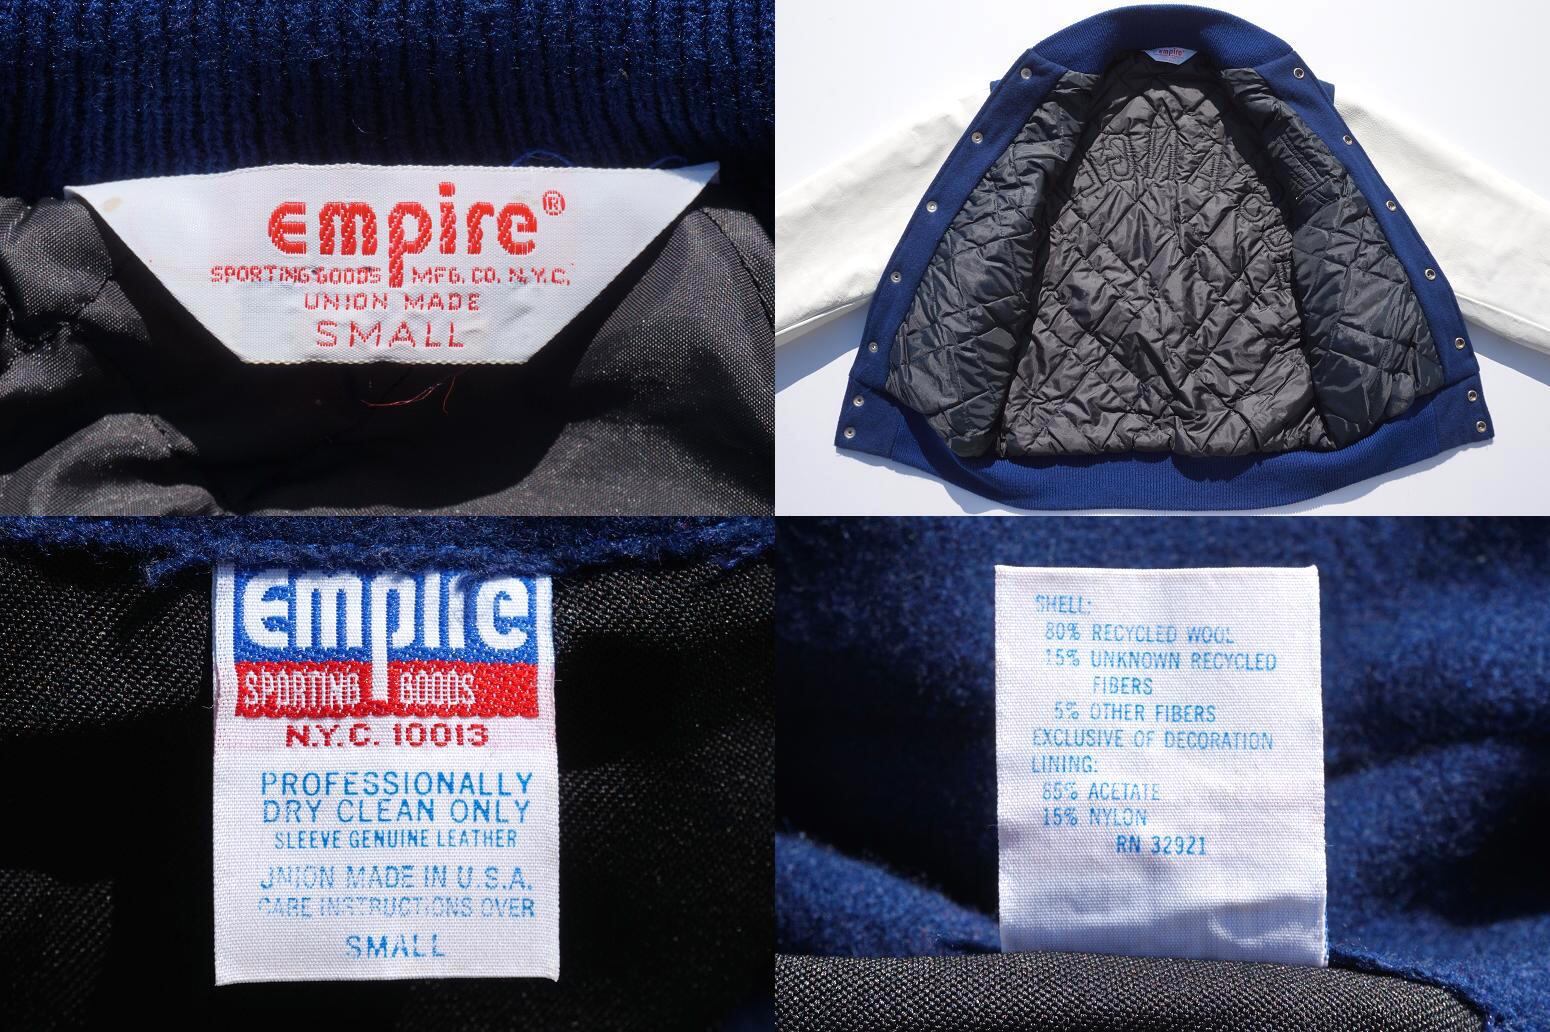 empire®
SPORTING GOODS MFG. CO. N.Y.C.
UNION MADE
SMALL
empire
empire
SPORTING GOODS
N.Y.C. 10013
PROFESSIONALLY
DRY CLEAN ONLY
SLEEVE GENUINE LEATHER
UNION MADE IN U.S.A.
CARE INSTRUCTIONS OVER
SMALL
SHELL:
80% RECYCLED WOOL
15% UNKNOWN RECYCLED
FIBERS
5% OTHER FIBERS
EXCLUSIVE OF DECORATION
LINING:
85% ACETATE
15% NYLON
RN 32921